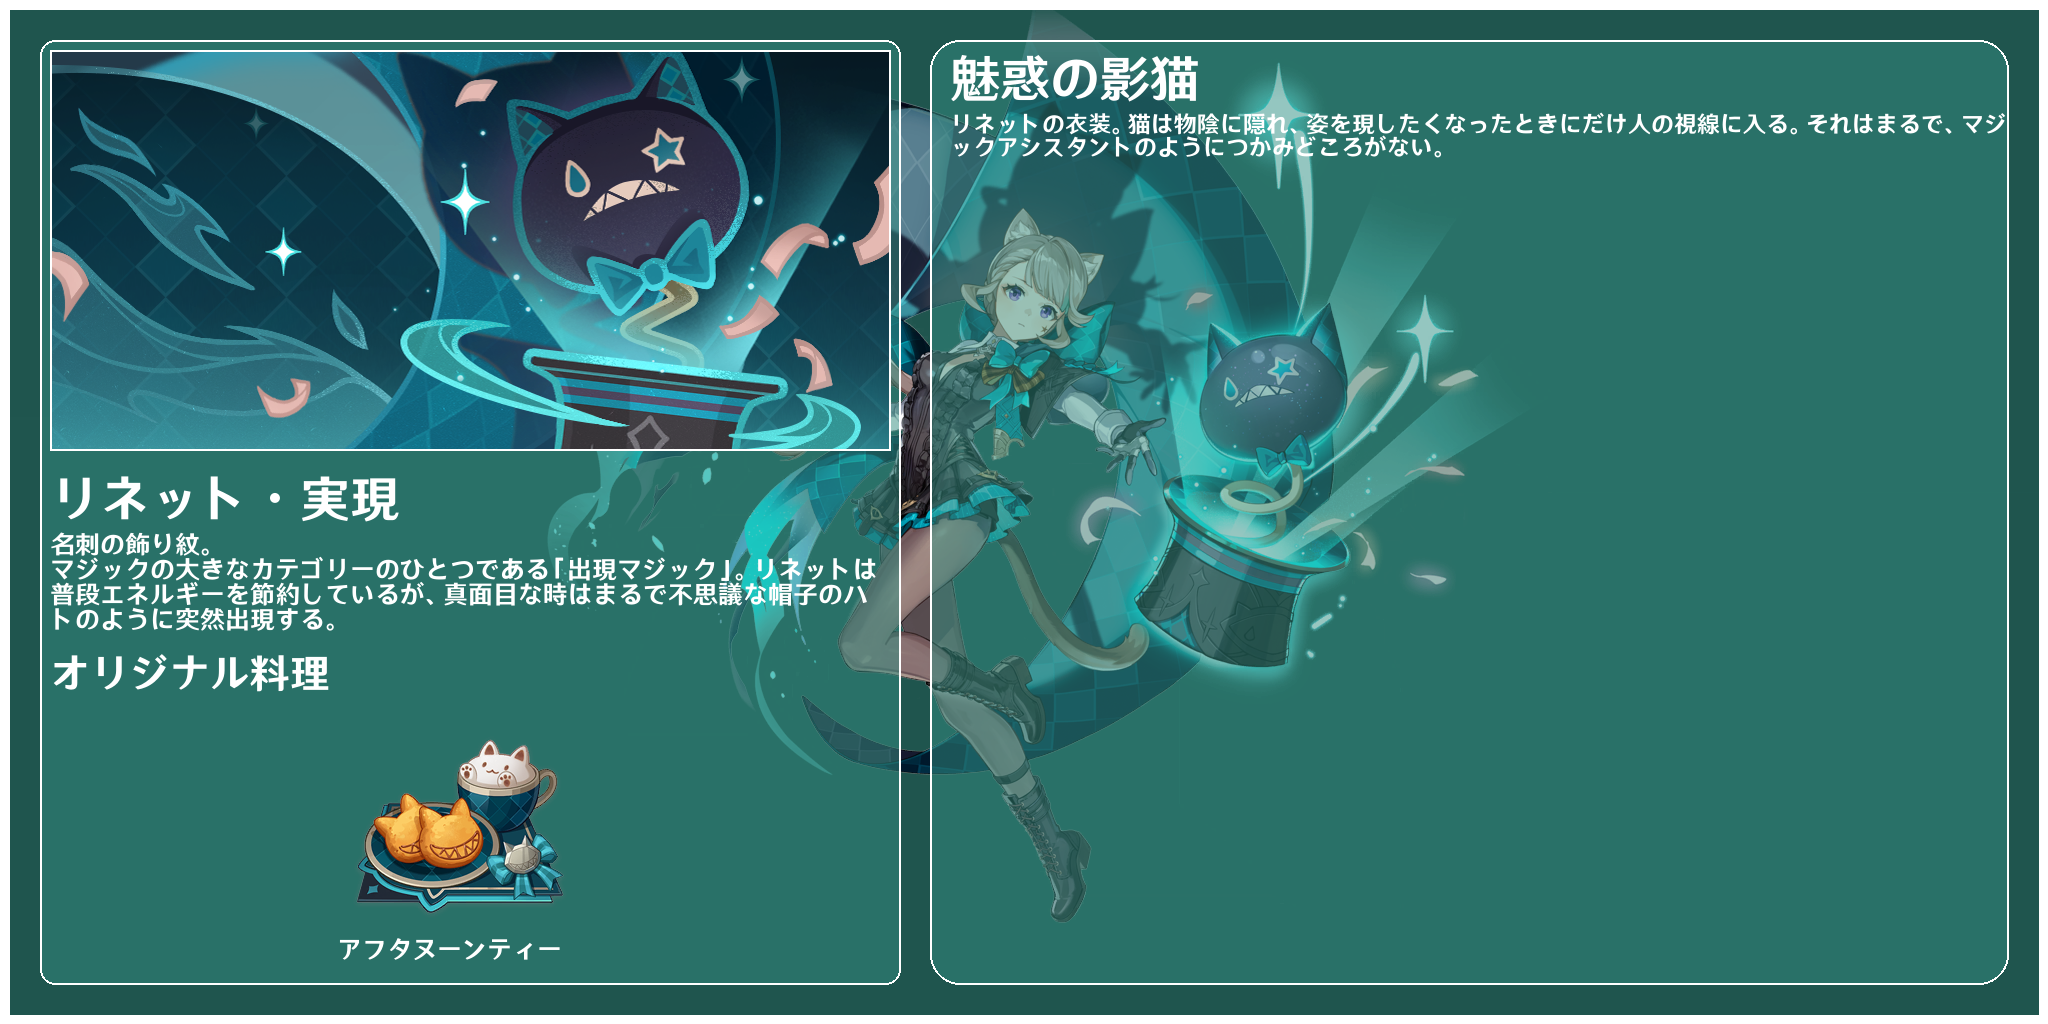 リネット・実現
名刺の飾り紋。
マジックの大きなカテゴリーのひとつである「出現マジック」。リネットは
普段エネルギーを節約しているが、真面目な時はまるで不思議な帽子のハ
トのように突然出現する。
オリジナル料理
アフタヌーンティー
魅惑の影猫
リネットの衣装。猫は物陰に隠れ、姿を現したくなったときにだけ人の視線に入る。それはまるで、マジ
ックアシスタントのようにつかみどころがない。